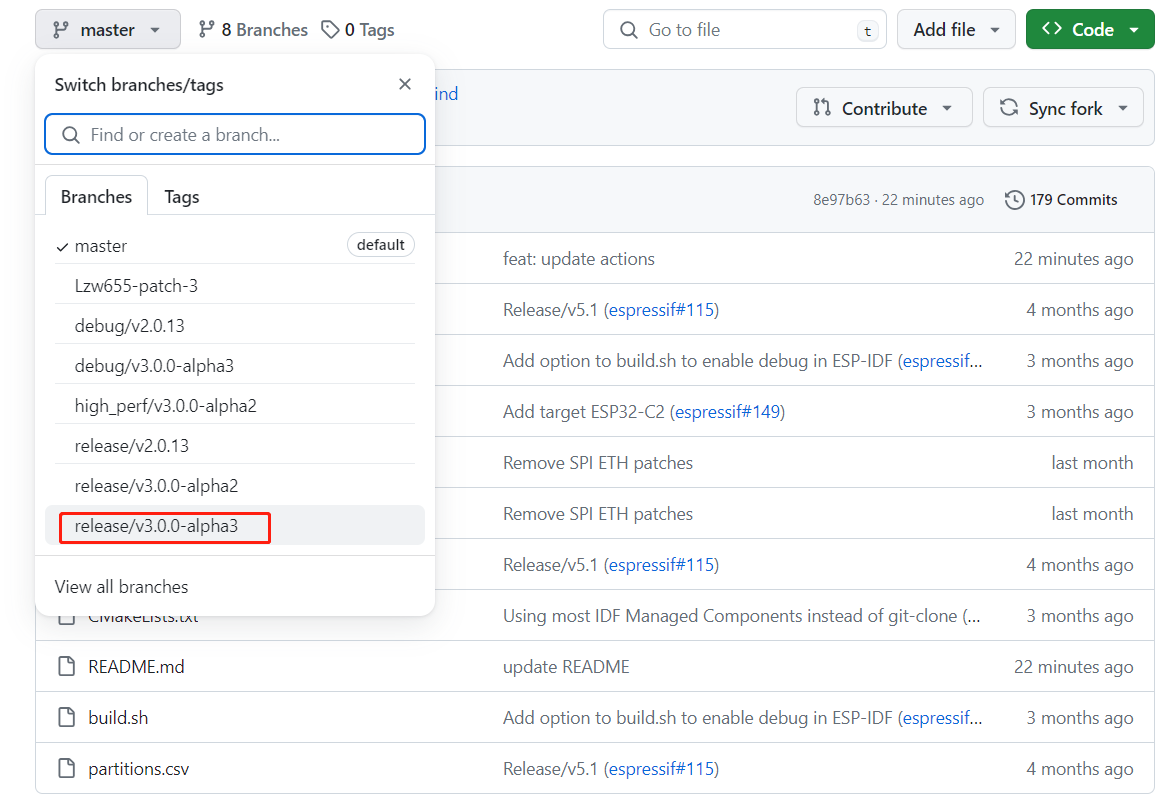 master
8 Branches
0 Tags
Go to file
t
Add file
Code
Switch branches/tags
ind
Contribute
Sync fork
Find or create a branch...
Branches
Tags
8e97b63 · 22 minutes ago
179 Commits
master
default
Lzw655-patch-3
debug/v2.0.13
debug/v3.0.0-alpha3
high_perf/v3.0.0-alpha2
release/v2.0.13
release/v3.0.0-alpha2
release/v3.0.0-alpha3
View all branches
feat: update actions 22 minutes ago
Release/v5.1 (espressif#115) 4 months ago
Add option to build.sh to enable debug in ESP-IDF (espressif... 3 months ago
Add target ESP32-C2 (espressif#149) 3 months ago
Remove SPI ETH patches last month
Remove SPI ETH patches last month
Release/v5.1 (espressif#115) 4 months ago
CMakeLists.txt Using most IDF Managed Components instead of git-clone (... 3 months ago
README.md update README 22 minutes ago
build.sh Add option to build.sh to enable debug in ESP-IDF (espressif... 3 months ago
partitions.csv Release/v5.1 (espressif#115) 4 months ago